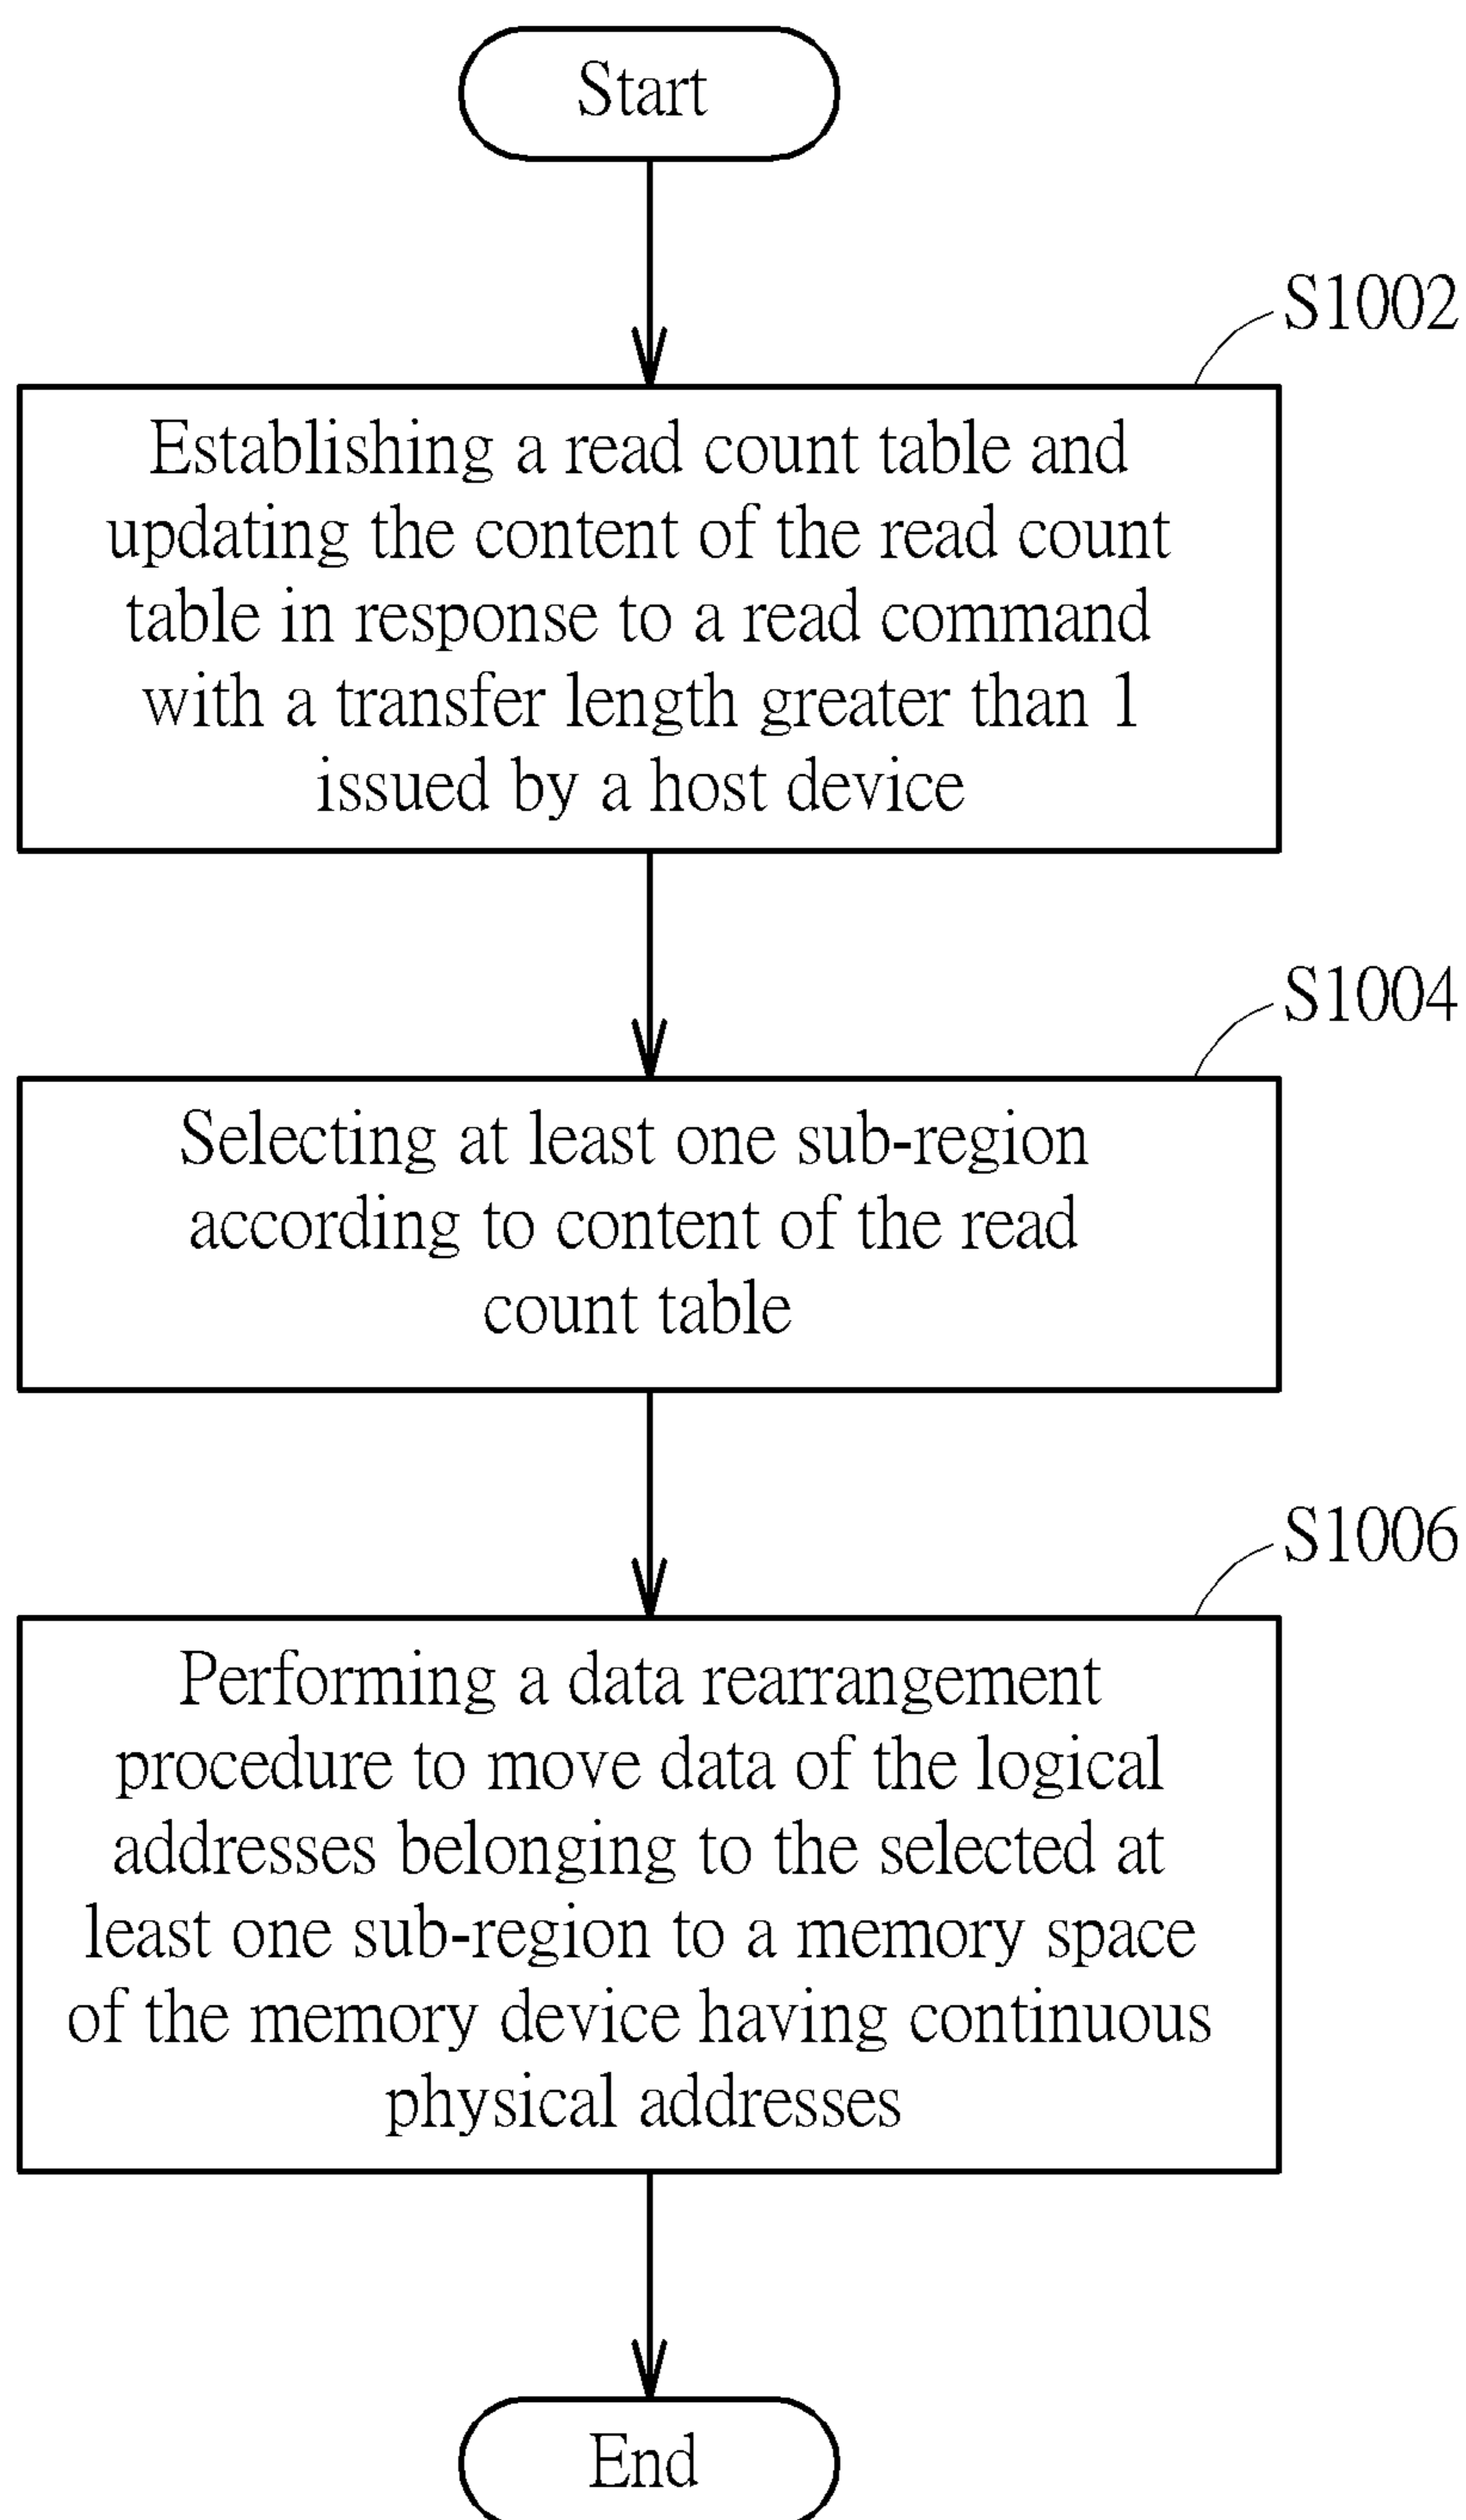 Start
S1002
Establishing a read count table and
updating the content of the read count
table in response to a read command
with a transfer length greater than 1
issued by a host device
S1004
Selecting at least one sub-region
according to content of the read
count table
S1006
Performing a data rearrangement
procedure to move data of the logical
addresses belonging to the selected at
least one sub-region to a memory space
of the memory device having continuous
physical addresses
End